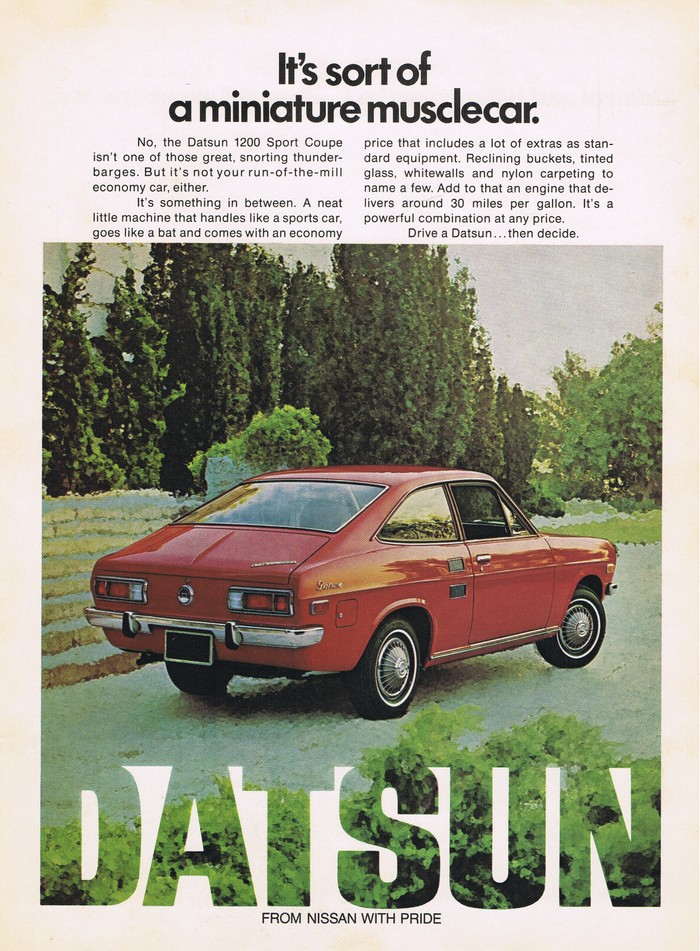 It's sort of
a miniature musclecar.
No, the Datsun 1200 Sport Coupe
isn't one of those great, snorting thunder-
barges. But it's not your run-of-the-mill
economy car, either.
It's something in between. A neat
little machine that handles like a sports car,
goes like a bat and comes with an economy
price that includes a lot of extras as stan-
dard equipment. Reclining buckets, tinted
glass, whitewalls and nylon carpeting to
name a few. Add to that an engine that de-
livers around 30 miles per gallon. It's a
powerful combination at any price.
Drive a Datsun...then decide.
Datsun
DATSUN
FROM NISSAN WITH PRIDE